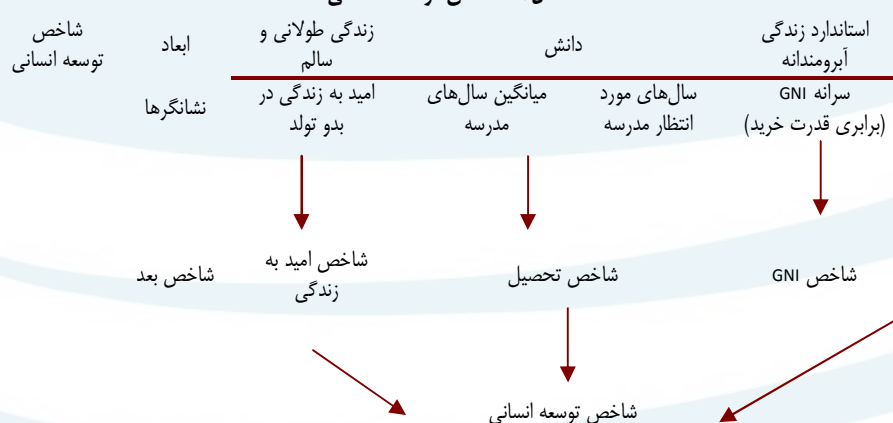 شاخص
توسعه انسانی
ابعاد
زندگی طولانی و
سالم
دانش
استاندارد زندگی
آبرومندانه
نشانگرها
امید به زندگی در
بدو تولد
میانگین سال‌های
مدرسه
سال‌های مورد
انتظار مدرسه
سرانه GNI
(برابری قدرت خرید)
شاخص بعد
شاخص امید به
زندگی
شاخص تحصیل
شاخص GNI
شاخص توسعه انسانی